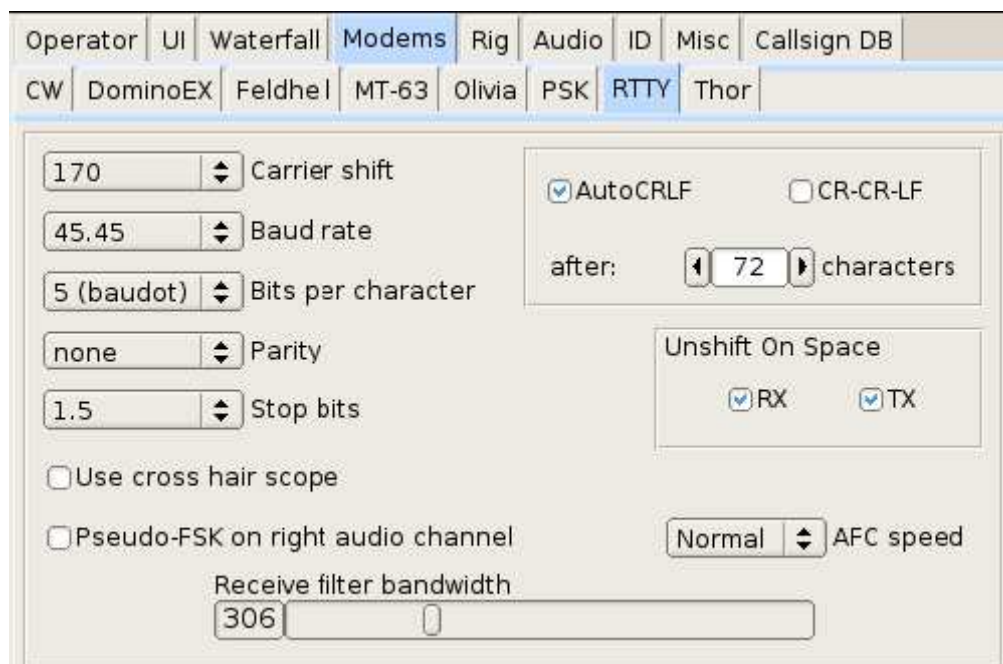 Operator UI Waterfall Modems Rig Audio ID Misc Callsign DB
CW DominoEX Feldhel MT-63 Olivia PSK RTTY Thor
170 Carrier shift
45.45 Baud rate
5 (baudot) Bits per character
none Parity
1.5 Stop bits
Use cross hair scope
Pseudo-FSK on right audio channel
AutoCRLF CR-CR-LF
after: 72 characters
Unshift On Space
RX TX
Normal AFC speed
Receive filter bandwidth
306